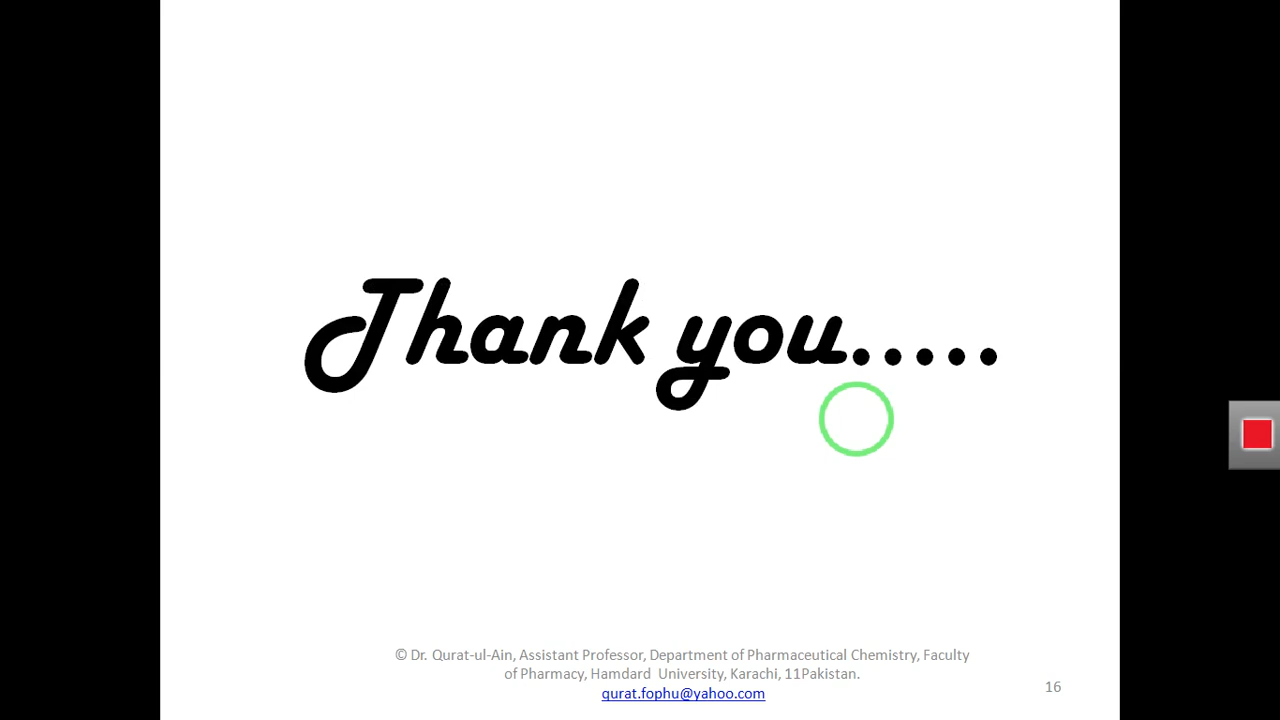 Thank you.....
© Dr. Qurat-ul-Ain, Assistant Professor, Department of Pharmaceutical Chemistry, Faculty
of Pharmacy, Hamdard  University, Karachi, 11Pakistan.
qurat.fophu@yahoo.com
16